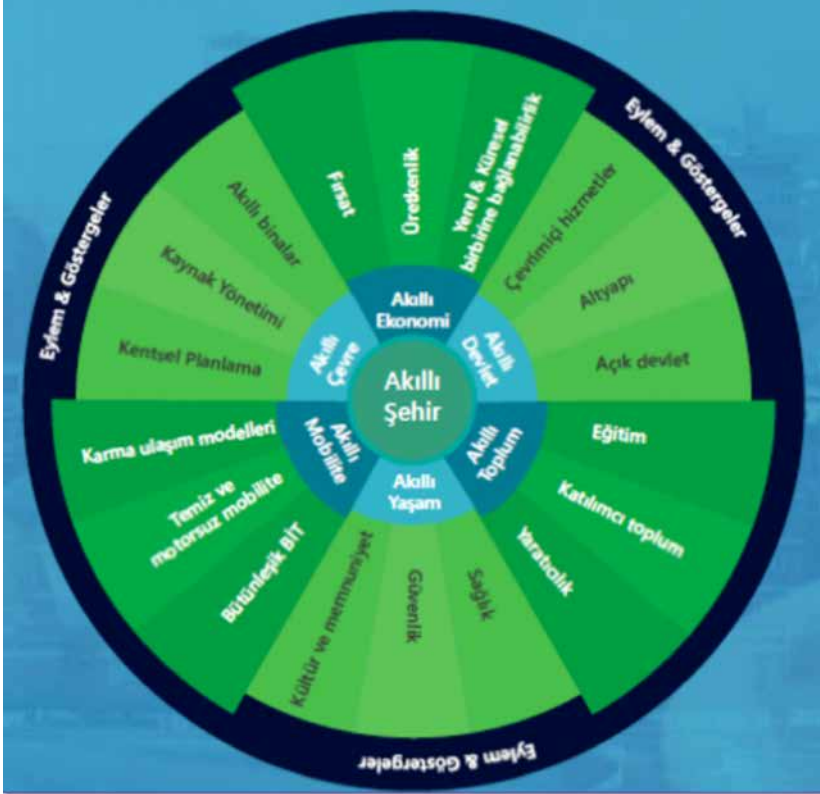 Akıllı
Şehir
Akıllı
Ekonomi
Fırsat
Üretkenlik
Yerel & Küresel
birbirine bağlanabilirlik
Akıllı
Devlet
Çevrimiçi hizmetler
Altyapı
Açık devlet
Akıllı
Toplum
Eğitim
Katılımcı toplum
Yaratıcılık
Akıllı
Yaşam
Sağlık
Güvenlik
Kültür ve memnuniyet
Akıllı
Mobilite
Bütünleşik BİT
Temiz ve
motorsuz mobilite
Karma ulaşım modelleri
Akıllı
Çevre
Kentsel Planlama
Kaynak Yönetimi
Akıllı binalar
Eylem & Göstergeler
Eylem & Göstergeler
Eylem & Göstergeler